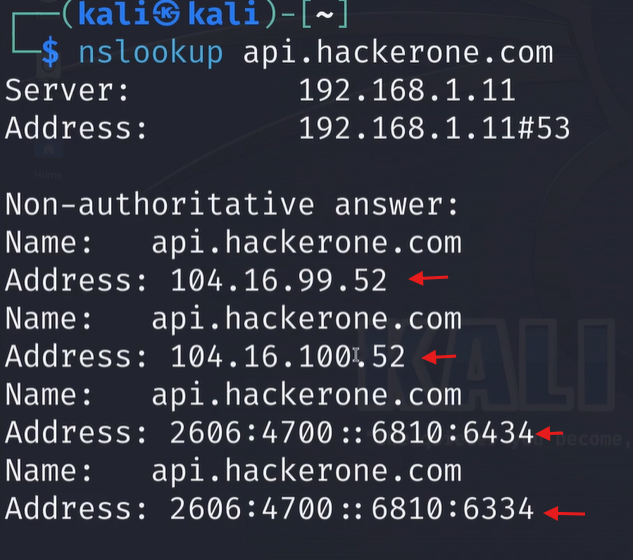 (kali㉿kali)-[~]
$ nslookup api.hackerone.com
Server: 192.168.1.11
Address: 192.168.1.11#53
Non-authoritative answer:
Name: api.hackerone.com
Address: 104.16.99.52
Name: api.hackerone.com
Address: 104.16.100.52
Name: api.hackerone.com
Address: 2606:4700::6810:6434
Name: api.hackerone.com
Address: 2606:4700::6810:6334
KALI